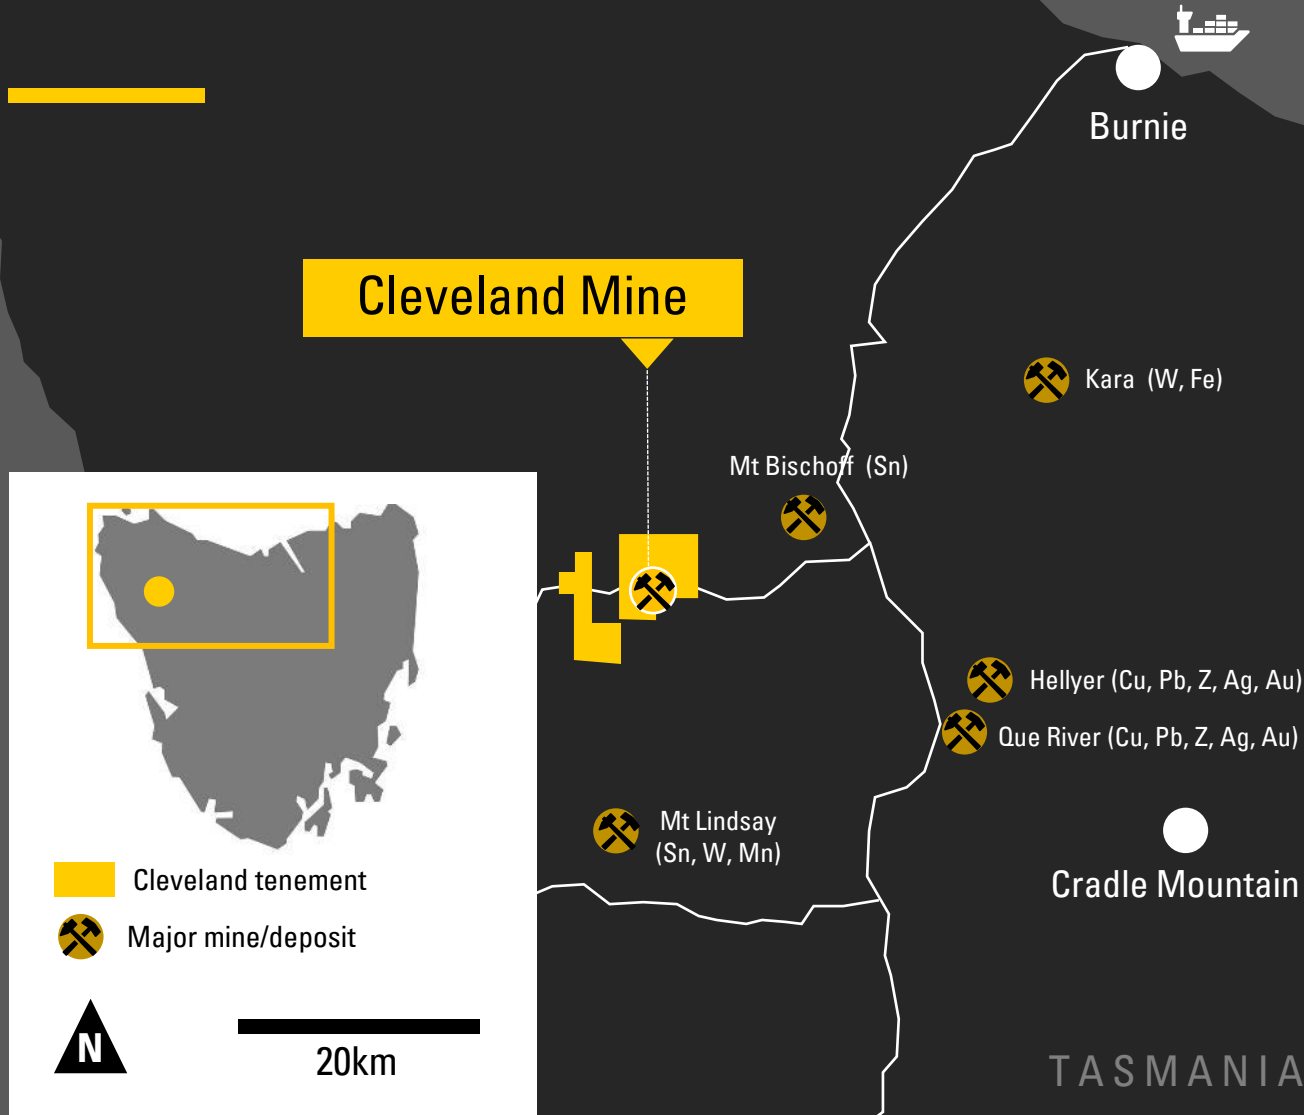 Burnie
Cleveland Mine
Kara (W, Fe)
Mt Bischoff (Sn)
Hellyer (Cu, Pb, Z, Ag, Au)
Que River (Cu, Pb, Z, Ag, Au)
Mt Lindsay
(Sn, W, Mn)
Cradle Mountain
Cleveland tenement
Major mine/deposit
N
20km
TASMANIA